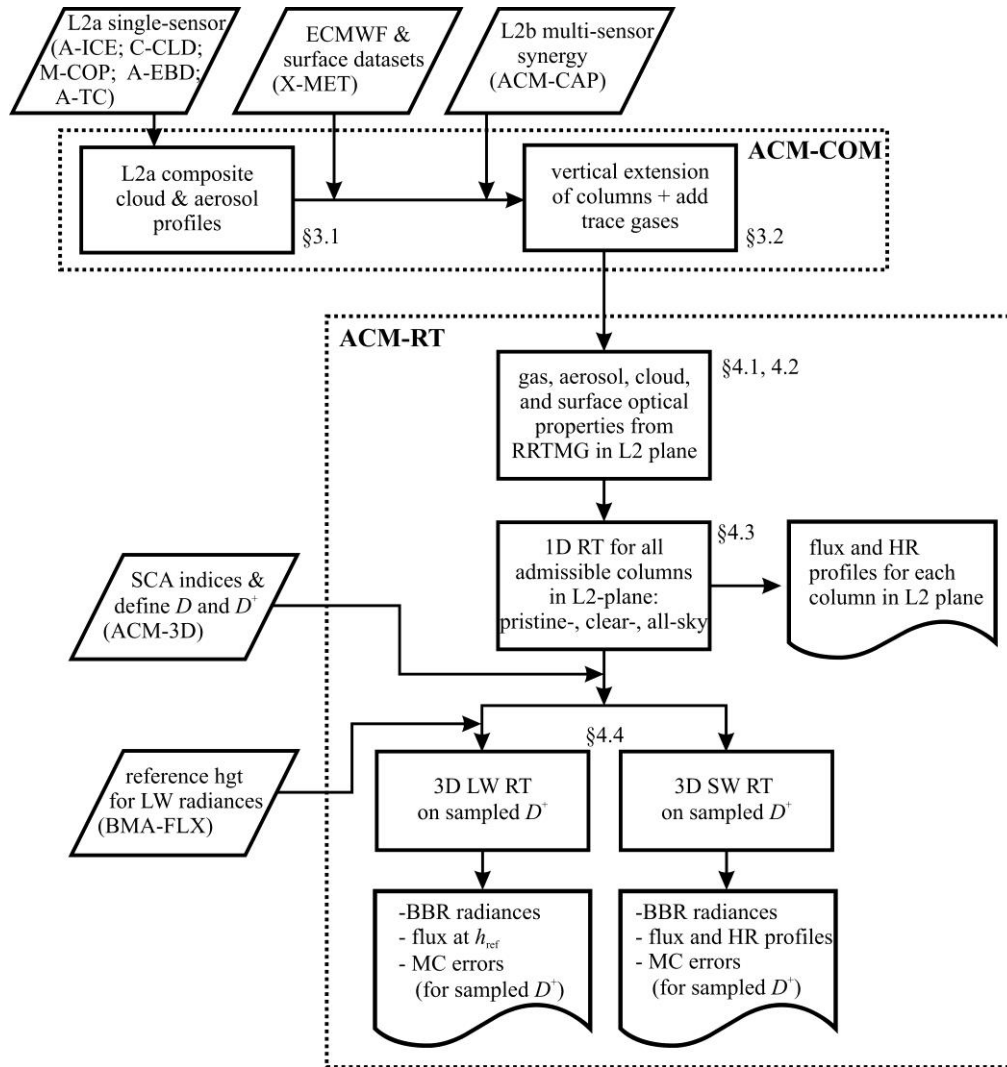 L2a single-sensor
(A-ICE; C-CLD;
M-COP; A-EBD;
A-TC)
ECMWF &
surface datasets
(X-MET)
L2b multi-sensor
synergy
(ACM-CAP)
ACM-COM
L2a composite
cloud & aerosol
profiles
§3.1
vertical extension
of columns + add
trace gases
§3.2
ACM-RT
gas, aerosol, cloud,
and surface optical
properties from
RRTMG in L2 plane
§4.1, 4.2
1D RT for all
admissible columns
in L2-plane:
pristine-, clear-, all-sky
§4.3
flux and HR
profiles for each
column in L2 plane
SCA indices &
define D and D⁺
(ACM-3D)
reference hgt
for LW radiances
(BMA-FLX)
§4.4
3D LW RT
on sampled D⁺
3D SW RT
on sampled D⁺
-BBR radiances
- flux at h_ref
- MC errors
(for sampled D⁺)
-BBR radiances
- flux and HR profiles
- MC errors
(for sampled D⁺)